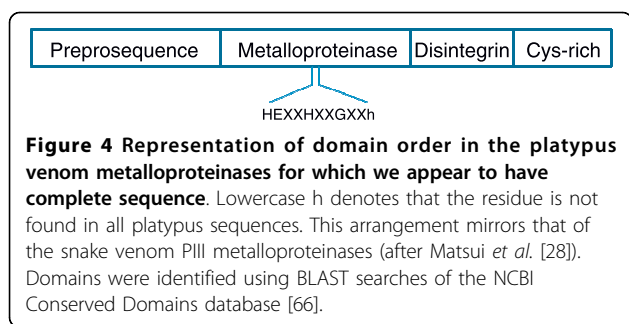 Preprosequence Metalloproteinase Disintegrin Cys-rich
HEXXHXXGXXh
Figure 4 Representation of domain order in the platypus
venom metalloproteinases for which we appear to have
complete sequence. Lowercase h denotes that the residue is not
found in all platypus sequences. This arrangement mirrors that of
the snake venom PIII metalloproteinases (after Matsui et al. [28]).
Domains were identified using BLAST searches of the NCBI
Conserved Domains database [66].